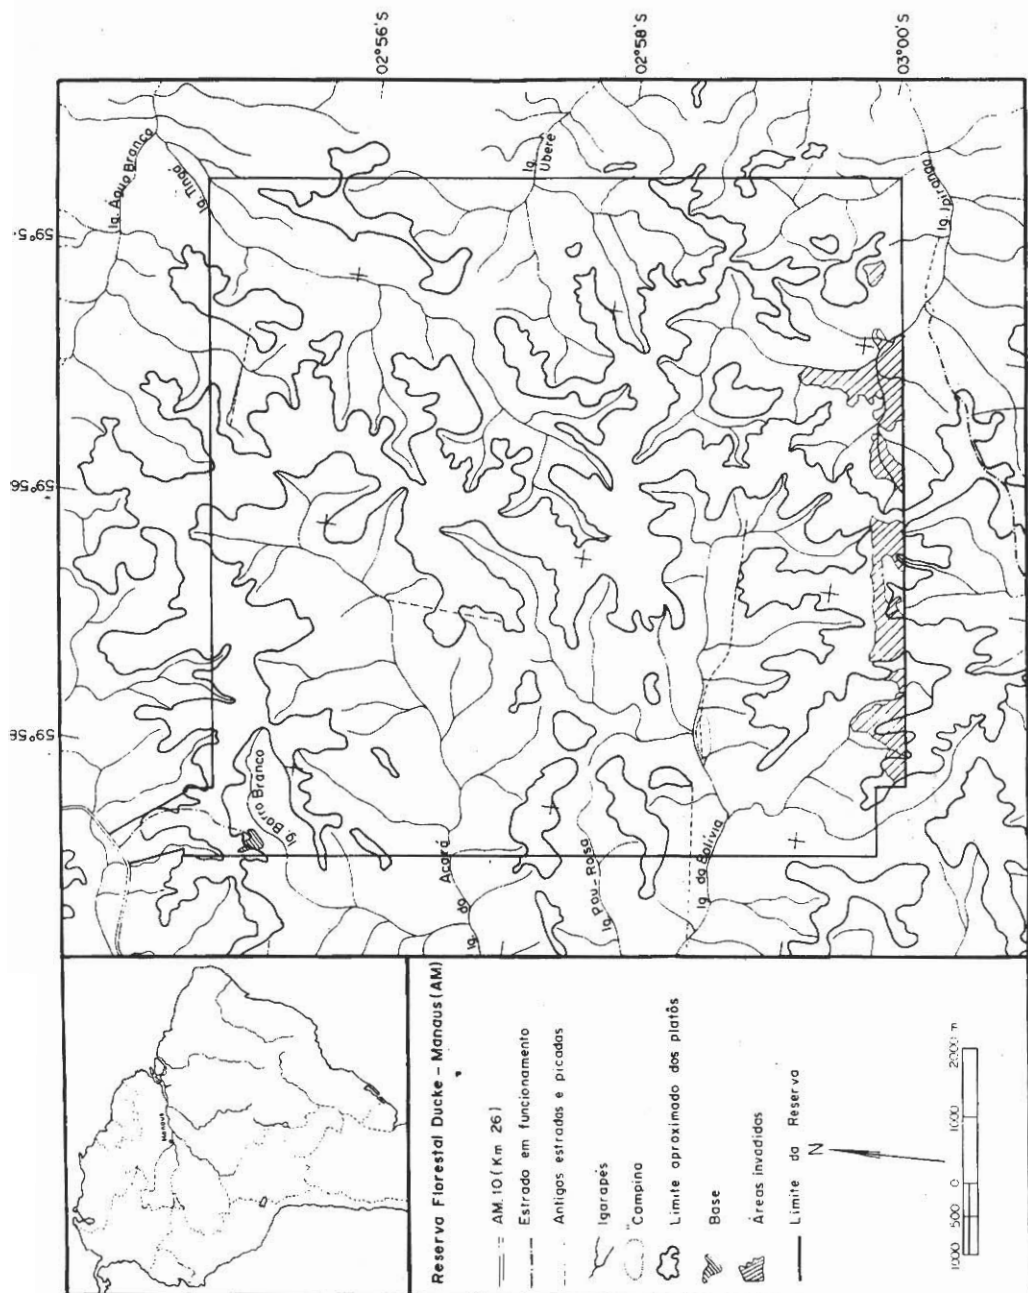 02°56'S
02°58'S
03°00'S
59°5
59°56
59°58
Ig. Água Branca
Ig. Tinga
Ig. Ubere
Ig. Ipiranga
Ig. Barro Branco
Ig. do Acará
Ig. Pau-Rosa
Ig. da Bolívia
Manaus
Reserva Florestal Ducke - Manaus (AM)
AM. 10 (Km 26)
Estrada em funcionamento
Antigas estradas e picadas
Igarapés
"Campina
Limite aproximado dos platôs
Base
Áreas invadidas
Limite da Reserva
N
1000 500 0 1000 2000 m